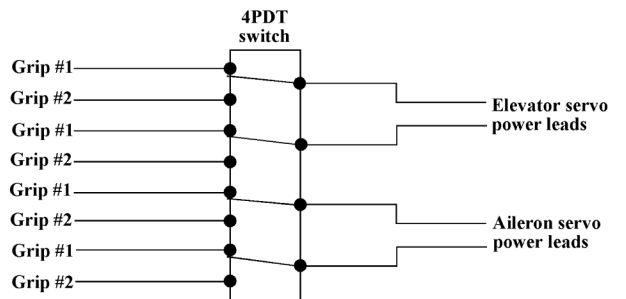 4PDT
switch
Grip #1
Grip #2
Grip #1
Grip #2
Grip #1
Grip #2
Grip #1
Grip #2
Elevator servo
power leads
Aileron servo
power leads